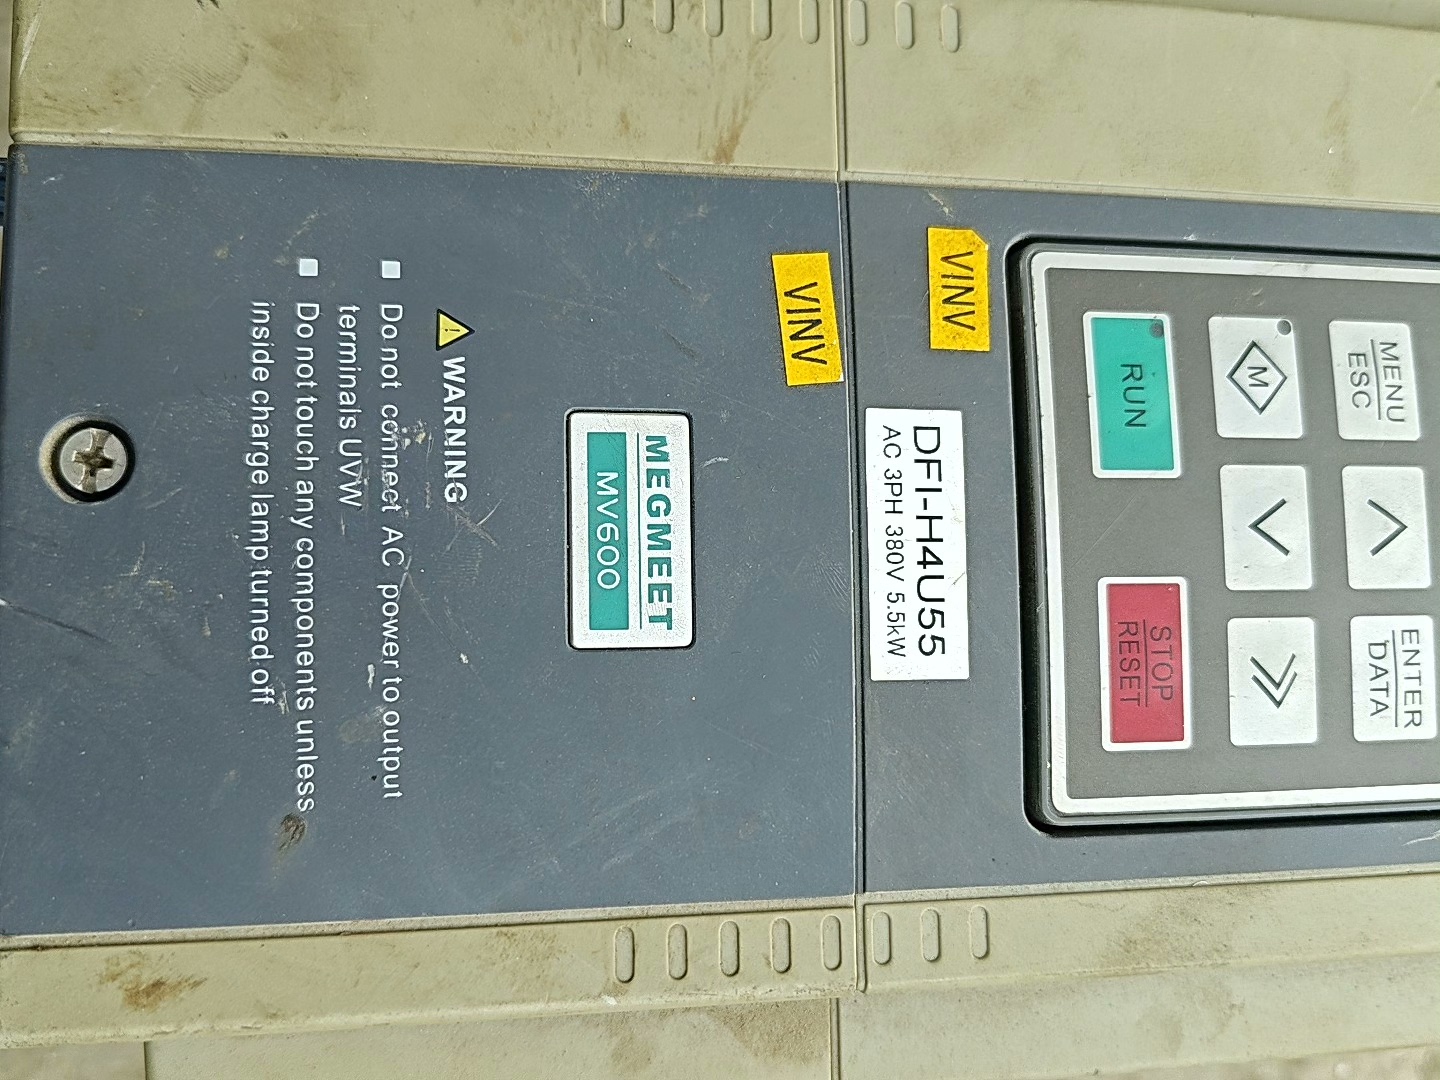 MENU
ESC
ENTER
DATA
M
RUN
STOP
RESET
VINV
DFI-H4U55
AC 3PH 380V 5.5kW
VINV
MEGMEET
MV600
WARNING
Do not connect AC power to output
terminals UVW
Do not touch any components unless
inside charge lamp turned off